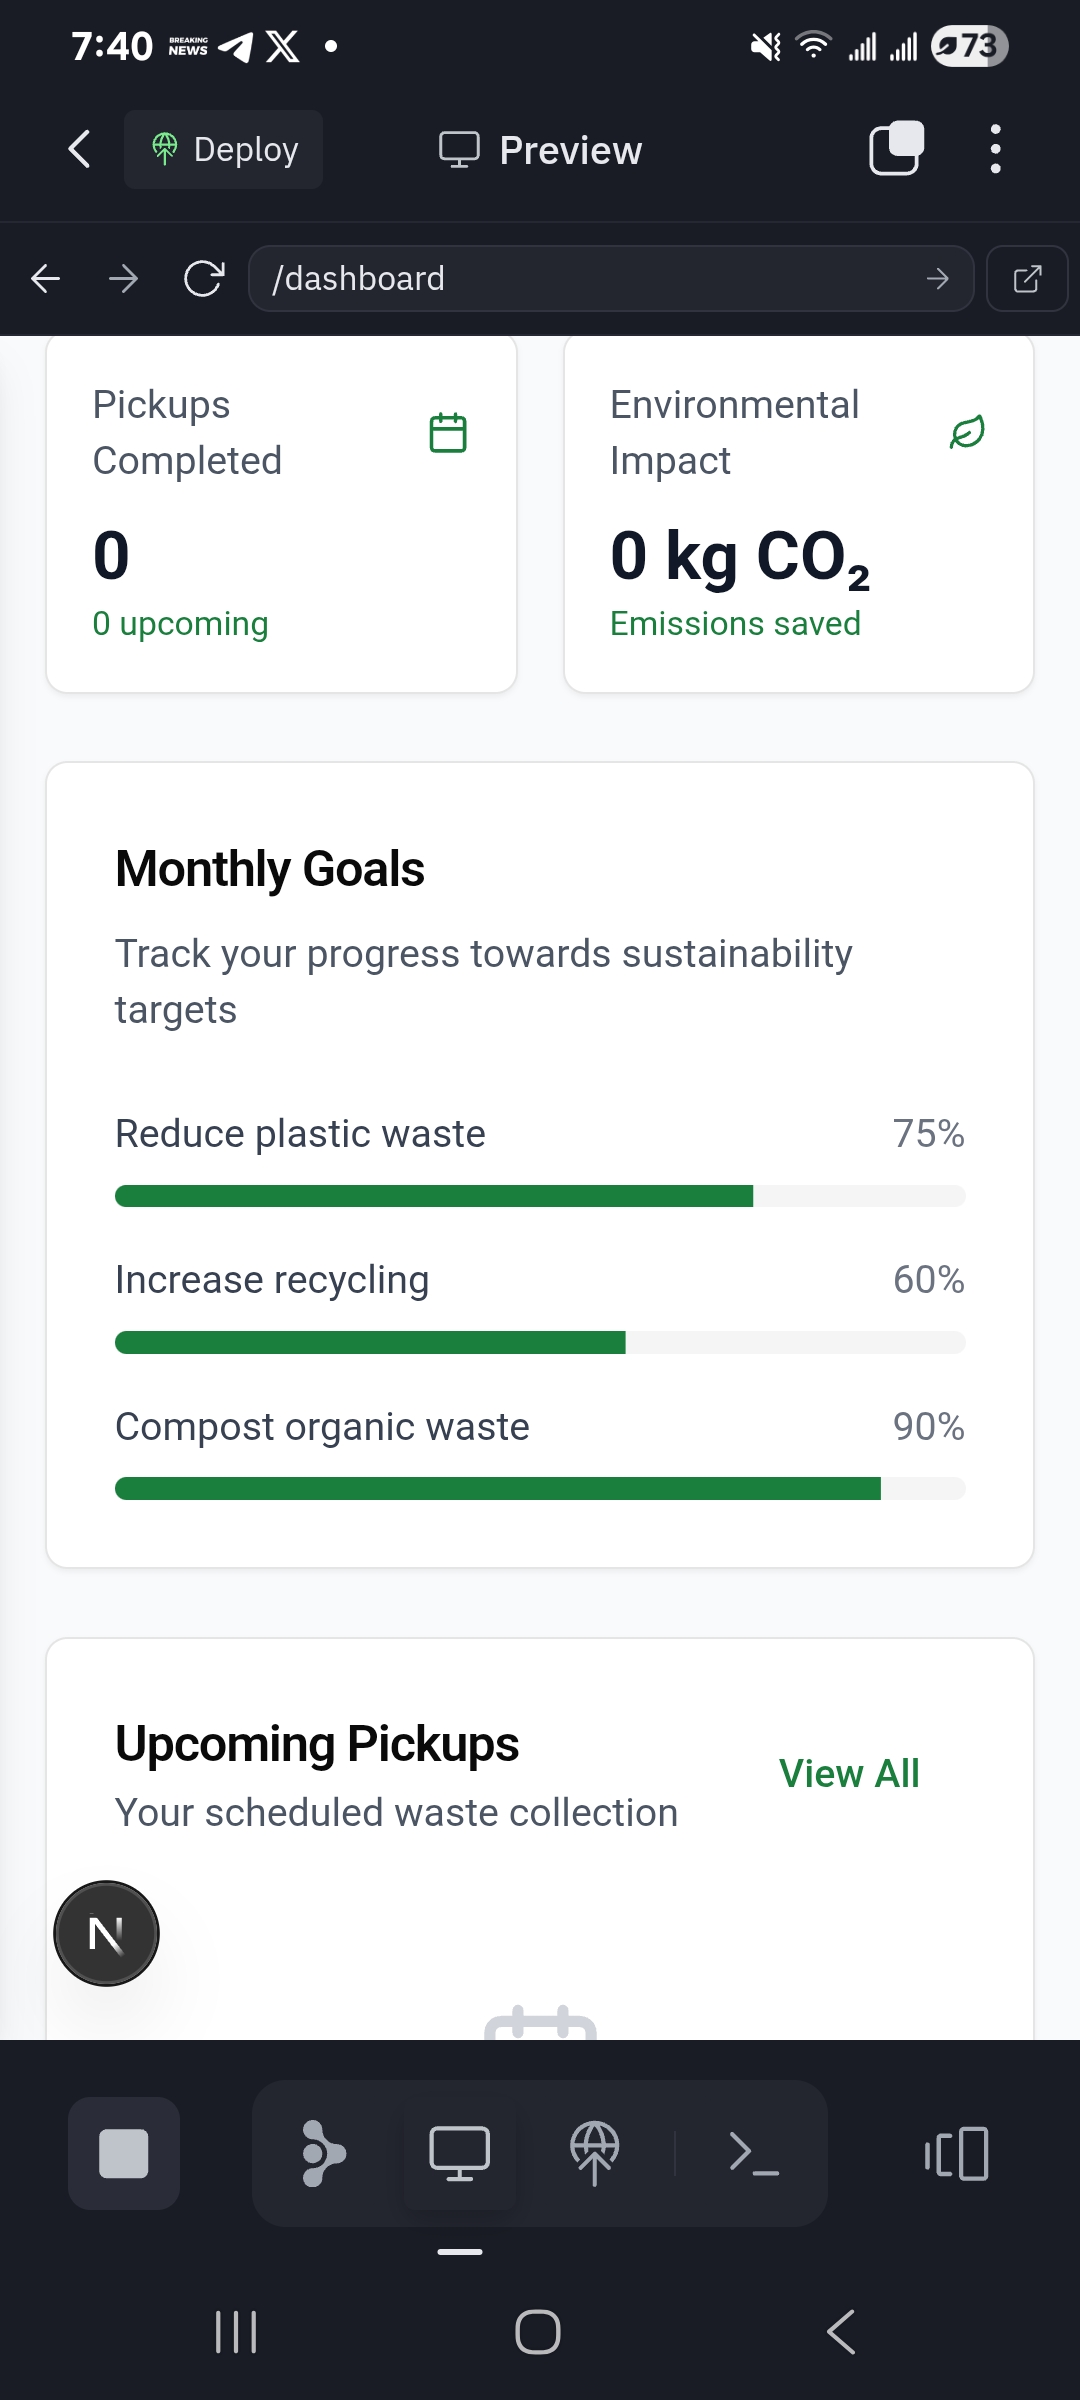 7:40 BREAKING NEWS 73
Deploy Preview
/dashboard
Pickups
Completed
0
0 upcoming
Environmental
Impact
0 kg CO₂
Emissions saved
Monthly Goals
Track your progress towards sustainability
targets
Reduce plastic waste 75%
Increase recycling 60%
Compost organic waste 90%
Upcoming Pickups
View All
Your scheduled waste collection
N